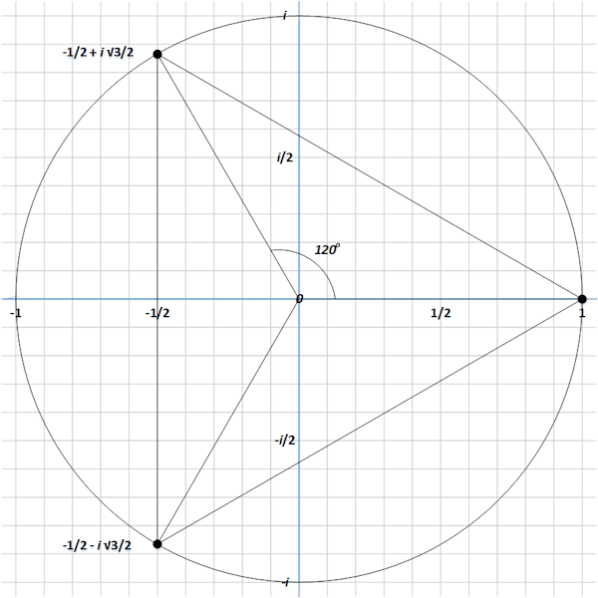 i
-1/2 + i √3/2
i/2
120°
0
-1
-1/2
1/2
1
-i/2
-1/2 - i √3/2
-i